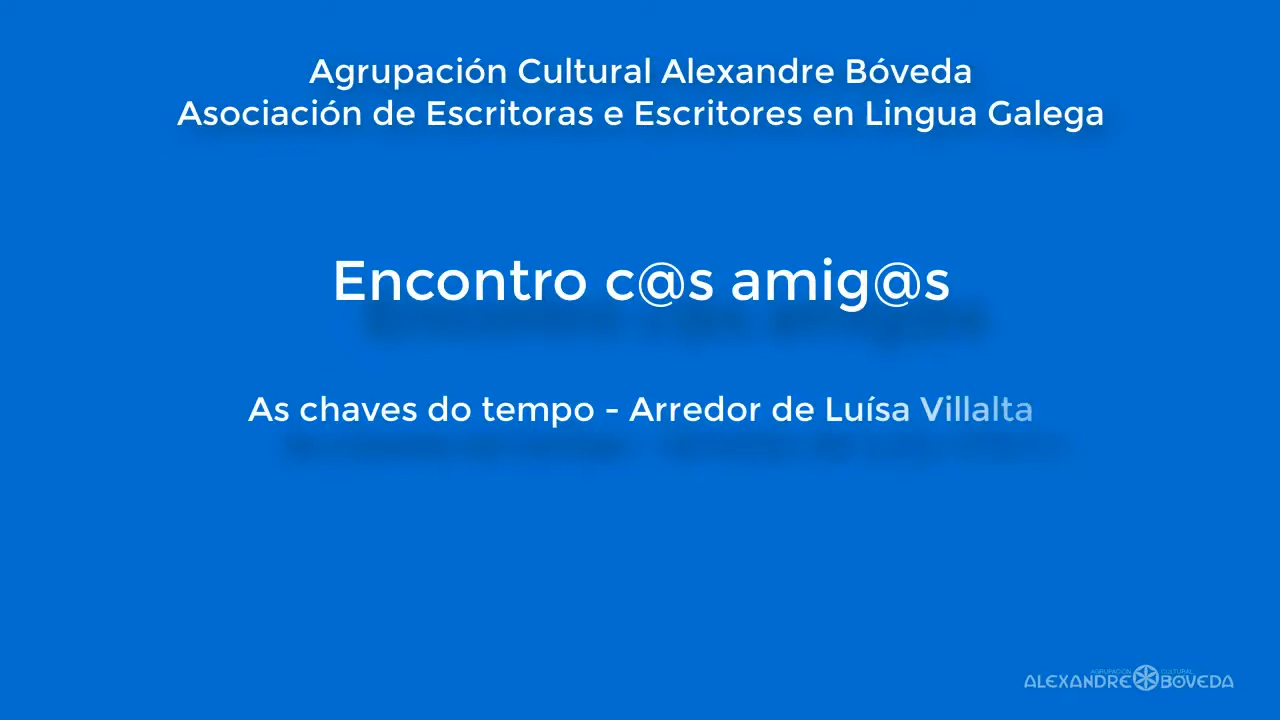 Agrupación Cultural Alexandre Bóveda
Asociación de Escritoras e Escritores en Lingua Galega
Encontro c@s amig@s
As chaves do tempo - Arredor de Luísa Villalta
AGRUPACIÓN CULTURAL
ALEXANDRE BÓVEDA